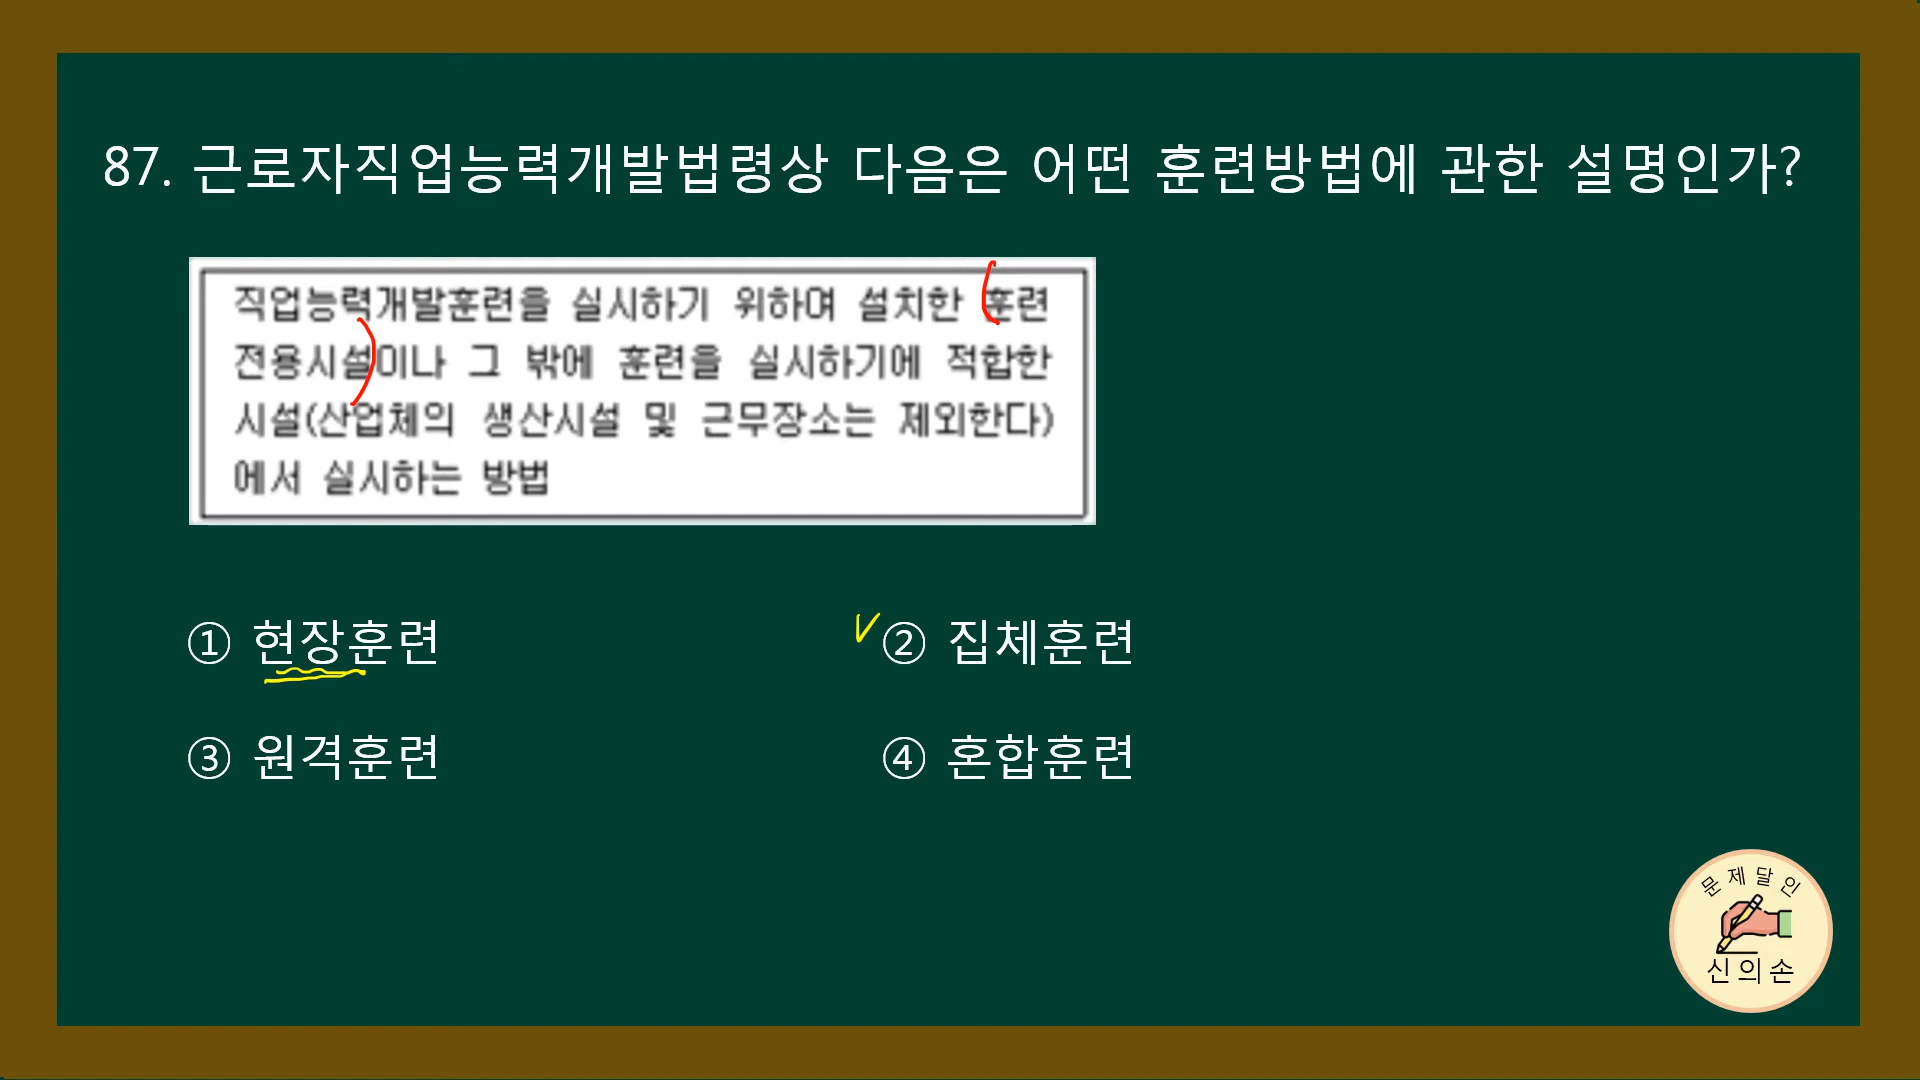 87. 근로자직업능력개발법령상 다음은 어떤 훈련방법에 관한 설명인가?
직업능력개발훈련을 실시하기 위하여 설치한 훈련
전용시설이나 그 밖에 훈련을 실시하기에 적합한
시설(산업체의 생산시설 및 근무장소는 제외한다)
에서 실시하는 방법
① 현장훈련
② 집체훈련
③ 원격훈련
④ 혼합훈련
문제달인
신의손